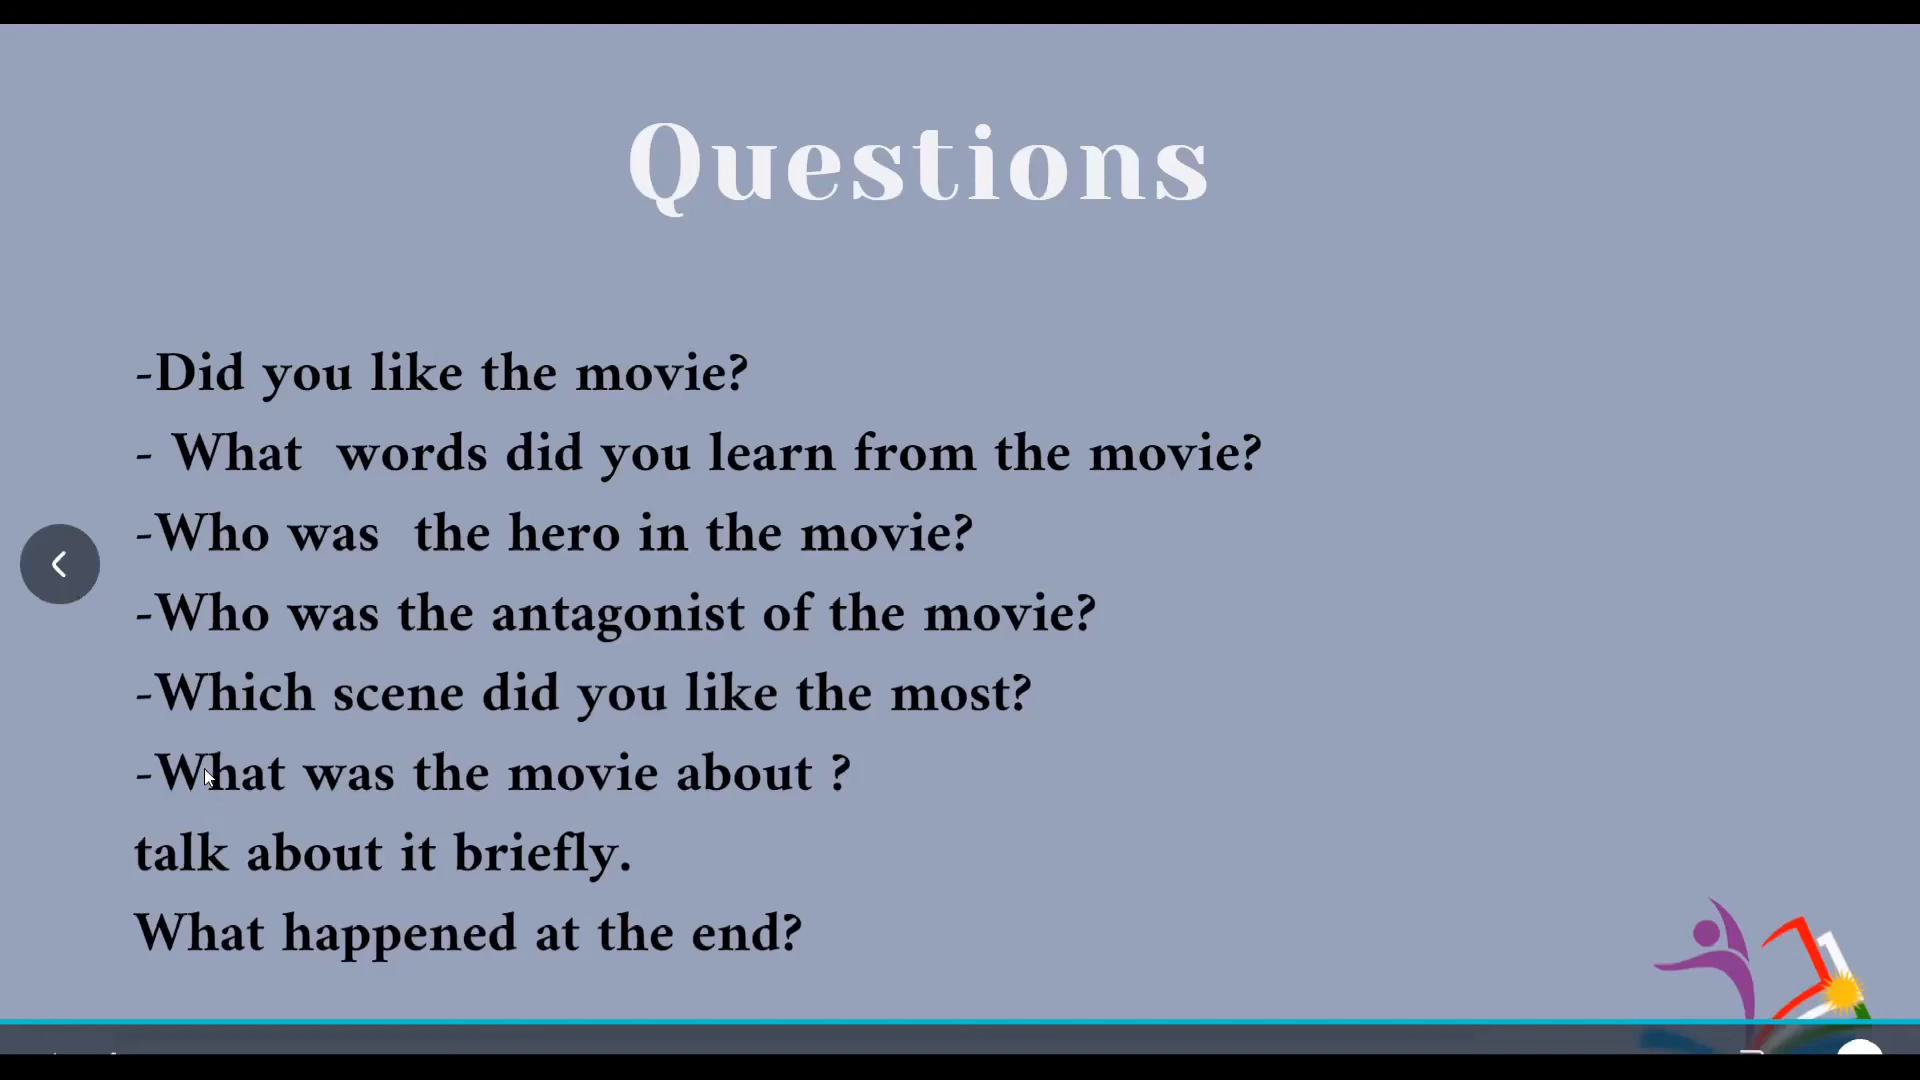 Questions
-Did you like the movie?
- What  words did you learn from the movie?
-Who was  the hero in the movie?
-Who was the antagonist of the movie?
-Which scene did you like the most?
-What was the movie about ?
talk about it briefly.
What happened at the end?